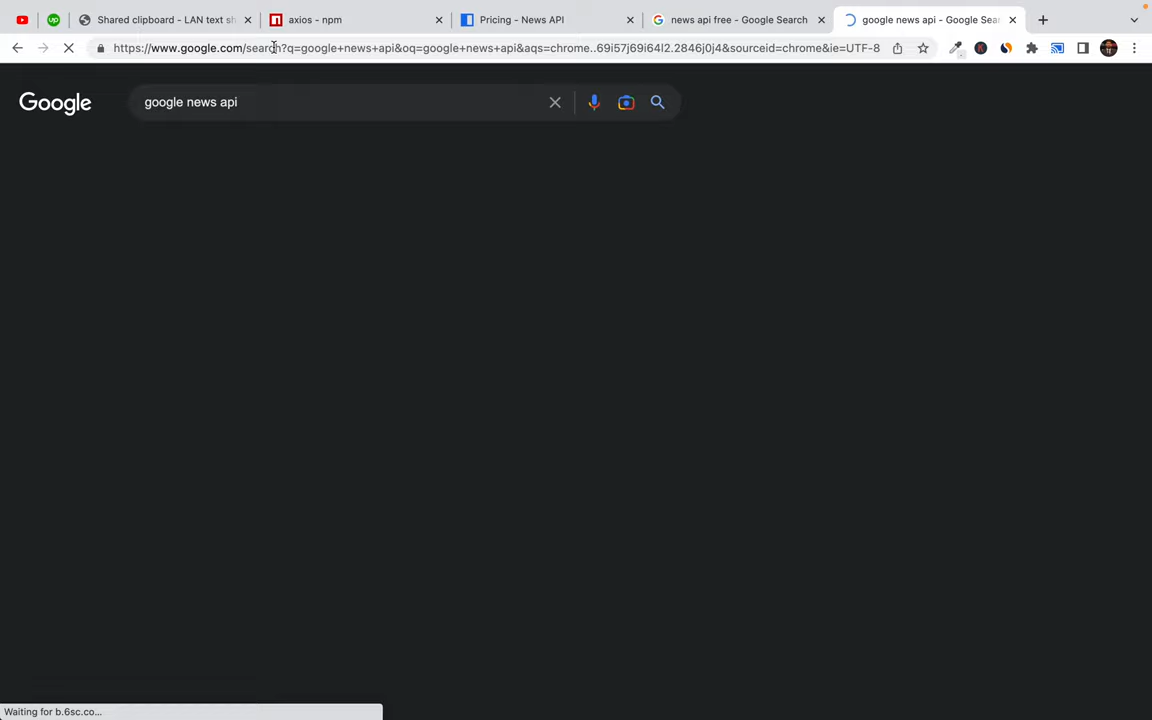 Shared clipboard - LAN text sh
axios - npm
Pricing - News API
news api free - Google Search
google news api - Google Sear
https://www.google.com/search?q=google+news+api&oq=google+news+api&aqs=chrome..69i57j69i64l2.2846j0j4&sourceid=chrome&ie=UTF-8
Google
google news api
Waiting for b.6sc.co...